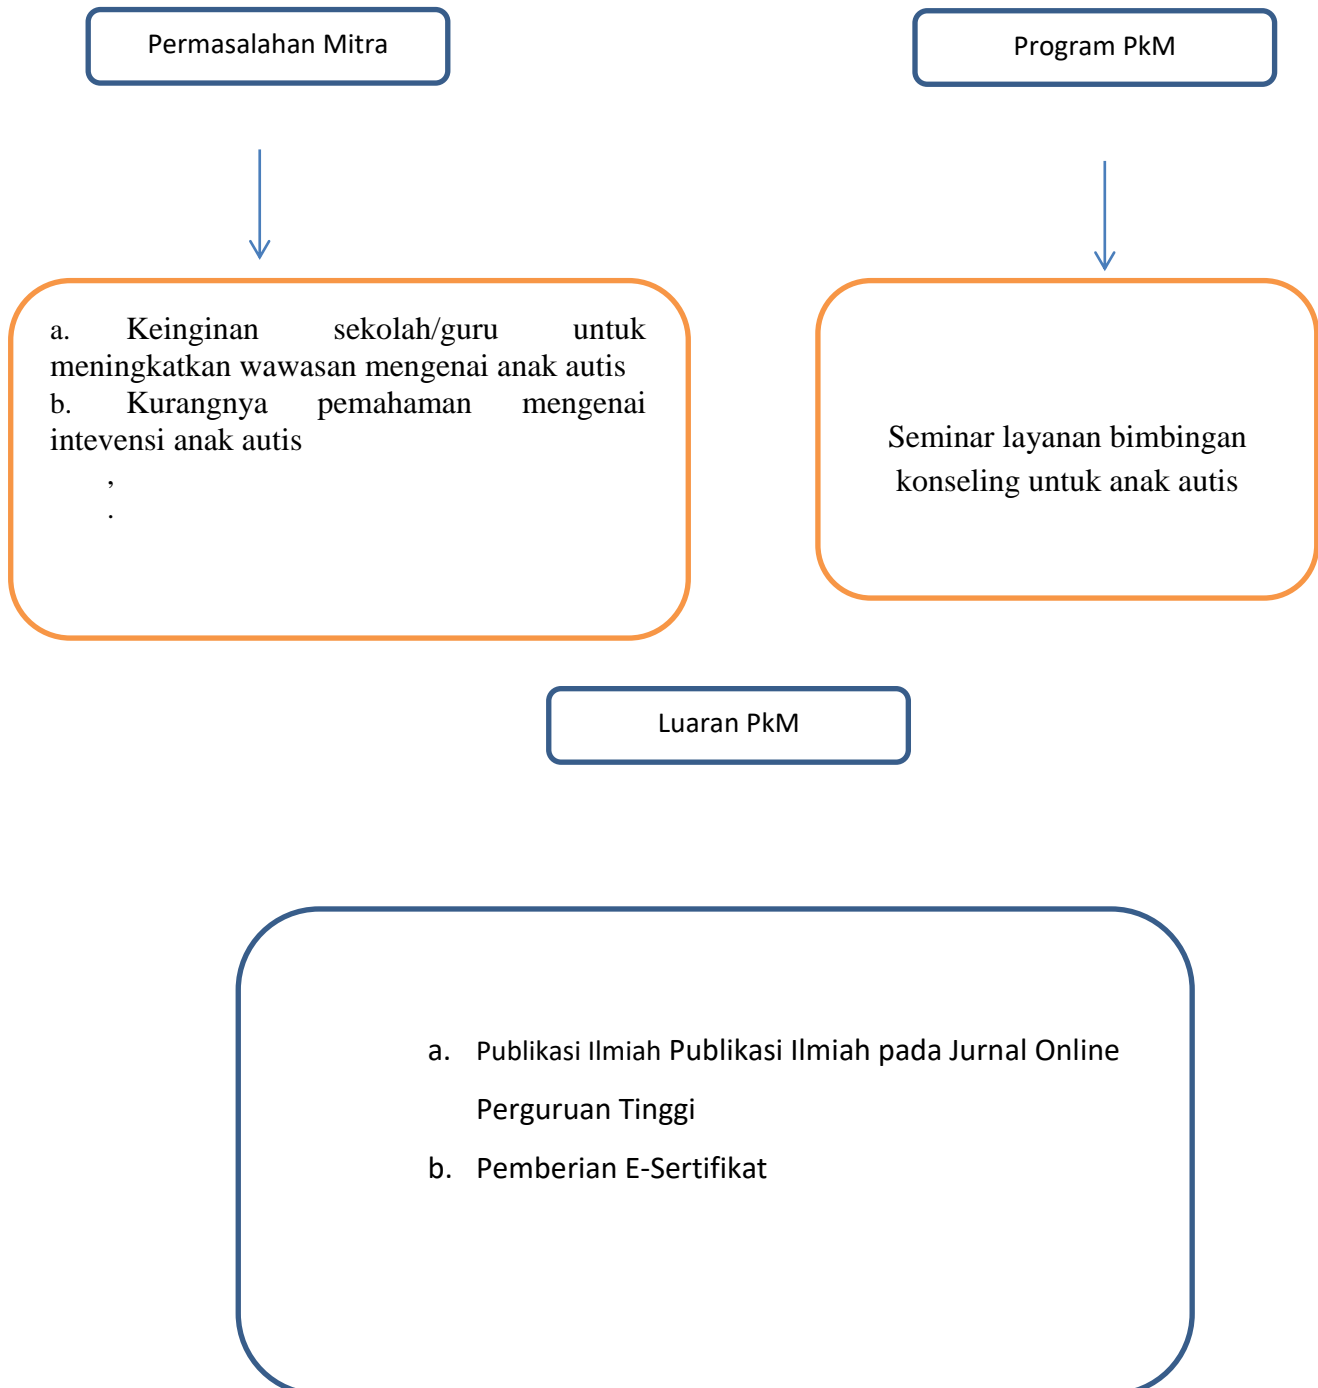 Permasalahan Mitra
Program PkM
a. Keinginan sekolah/guru untuk
meningkatkan wawasan mengenai anak autis
b. Kurangnya pemahaman mengenai
intevensi anak autis
,
.
Seminar layanan bimbingan
konseling untuk anak autis
Luaran PkM
a. Publikasi Ilmiah Publikasi Ilmiah pada Jurnal Online
Perguruan Tinggi
b. Pemberian E-Sertifikat